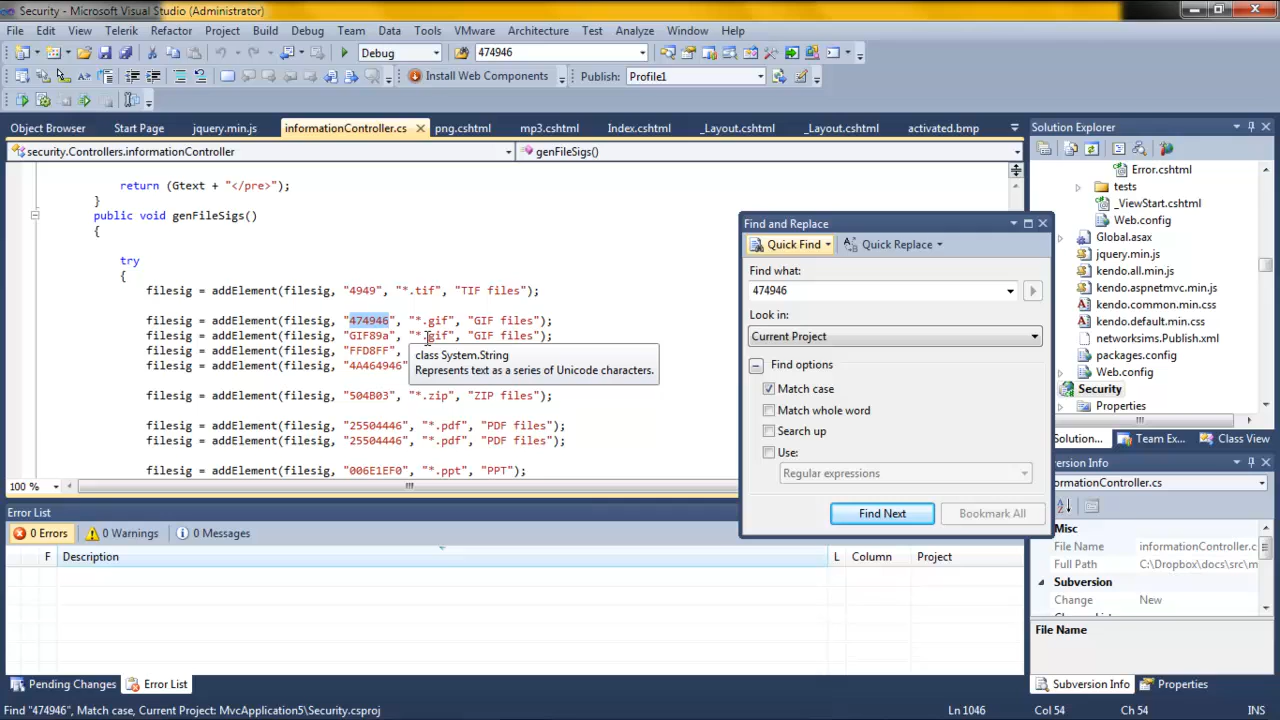 Security - Microsoft Visual Studio (Administrator)
File Edit View Telerik Refactor Project Build Debug Team Data Tools VMware Architecture Test Analyze Window Help
Debug 474946
Install Web Components Publish: Profile1
Object Browser Start Page jquery.min.js informationController.cs png.cshtml mp3.cshtml Index.cshtml _Layout.cshtml _Layout.cshtml activated.bmp
security.Controllers.informationController genFileSigs()
return (Gtext + "</pre>");
}
public void genFileSigs()
{
try
{
filesig = addElement(filesig, "4949", "*.tif", "TIF files");
filesig = addElement(filesig, "474946", "*.gif", "GIF files");
filesig = addElement(filesig, "GIF89a", "*.gif", "GIF files");
filesig = addElement(filesig, "FFD8FF",
filesig = addElement(filesig, "4A464946"
class System.String
Represents text as a series of Unicode characters.
filesig = addElement(filesig, "504B03", "*.zip", "ZIP files");
filesig = addElement(filesig, "25504446", "*.pdf", "PDF files");
filesig = addElement(filesig, "25504446", "*.pdf", "PDF files");
filesig = addElement(filesig, "006E1EF0", "*.ppt", "PPT");
100 %
Find and Replace
Quick Find Quick Replace
Find what:
474946
Look in:
Current Project
Find options
Match case
Match whole word
Search up
Use:
Regular expressions
Find Next Bookmark All
Solution Explorer
Error.cshtml
tests
_ViewStart.cshtml
Web.config
Global.asax
jquery.min.js
kendo.all.min.js
kendo.aspnetmvc.min.js
kendo.common.min.css
kendo.default.min.css
networksims.Publish.xml
packages.config
Web.config
Security
Properties
Solution... Team Ex... Class View
ersion Info
ormationController.cs
Misc
File Name informationController.c
Full Path C:\Dropbox\docs\src\m
Subversion
Change New
File Name
Subversion Info Properties
Error List
0 Errors 0 Warnings 0 Messages
F Description L Column Project
Pending Changes Error List
Find "474946", Match case, Current Project: MvcApplication5\Security.csproj Ln 1046 Col 54 Ch 54 INS